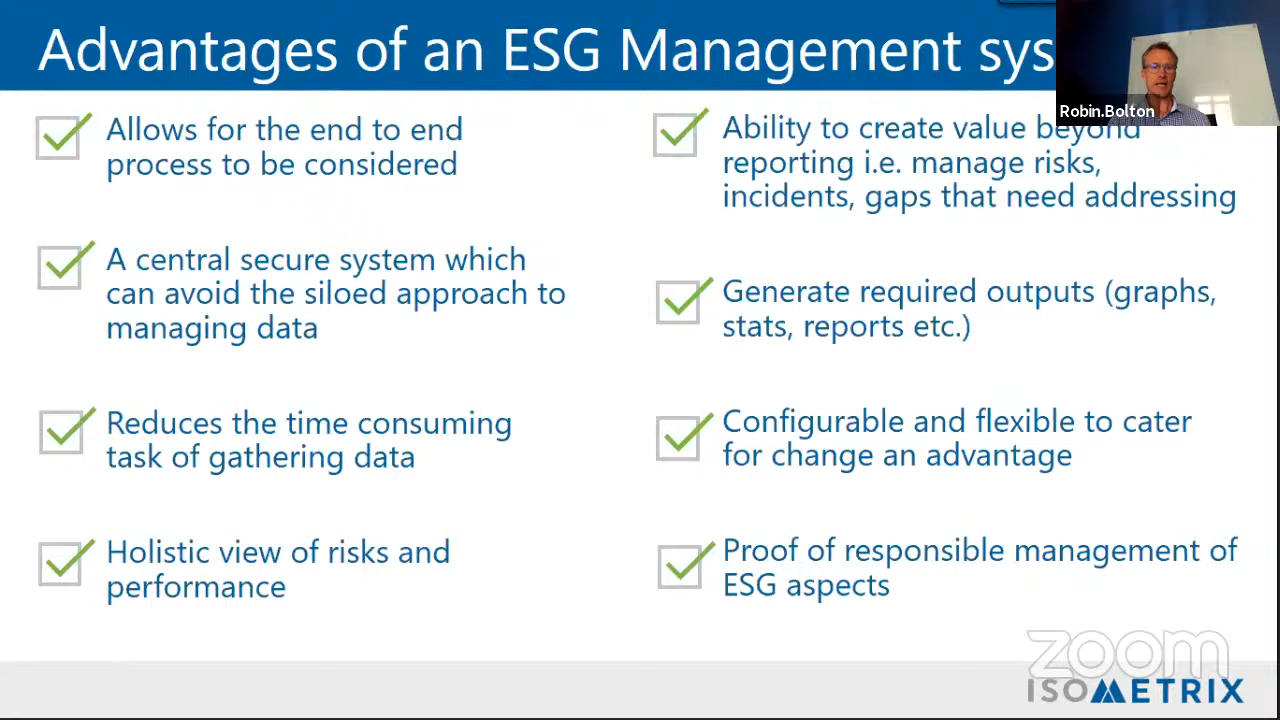 Advantages of an ESG Management sys
Robin.Bolton
Allows for the end to end
process to be considered
A central secure system which
can avoid the siloed approach to
managing data
Reduces the time consuming
task of gathering data
Holistic view of risks and
performance
Ability to create value beyond
reporting i.e. manage risks,
incidents, gaps that need addressing
Generate required outputs (graphs,
stats, reports etc.)
Configurable and flexible to cater
for change an advantage
Proof of responsible management of
ESG aspects
zoom
ISOMETRIX